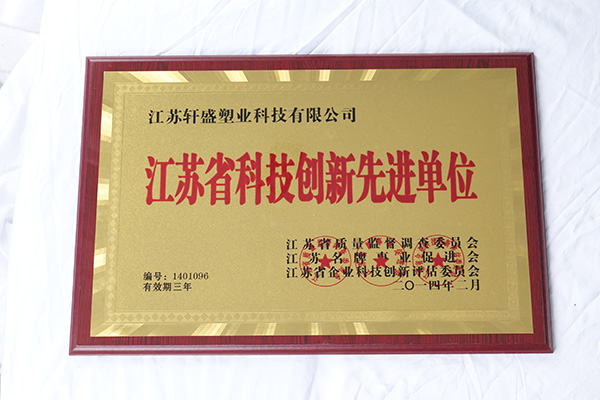 江苏轩盛塑业科技有限公司
江苏省科技创新先进单位
江苏省质量监督调查委员会
江苏名牌事业促进会
江苏省企业科技创新评估委员会
二〇一四年二月
编号：1401096
有效期三年